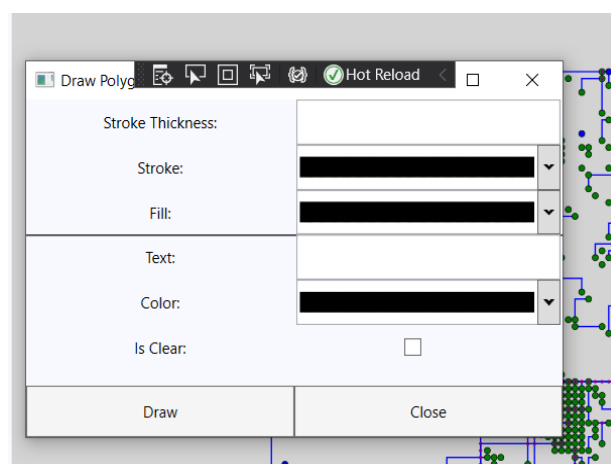 Draw Polyg
Hot Reload
Stroke Thickness:
Stroke:
Fill:
Text:
Color:
Is Clear:
Draw
Close